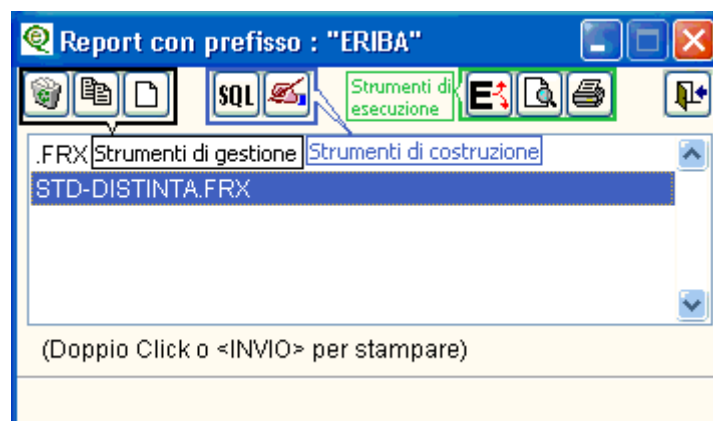 Report con prefisso : "ERIBA"
SQL
Strumenti di
esecuzione
E
.FRX
Strumenti di gestione
Strumenti di costruzione
STD-DISTINTA.FRX
(Doppio Click o <INVIO> per stampare)